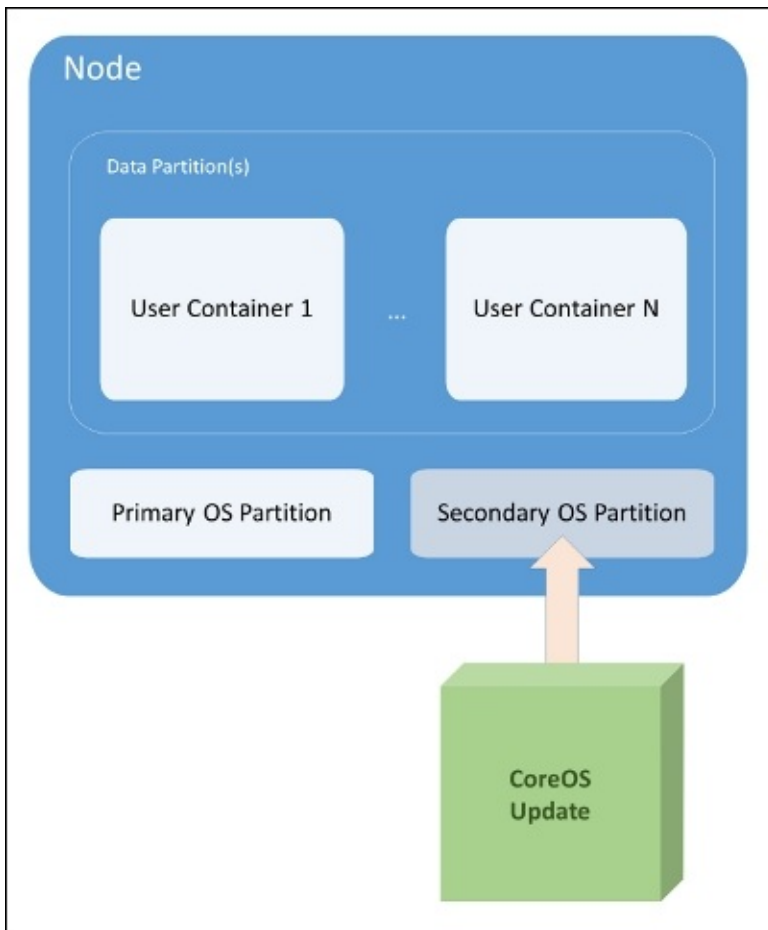 Node
Data Partition(s)
User Container 1
...
User Container N
Primary OS Partition
Secondary OS Partition
CoreOS
Update